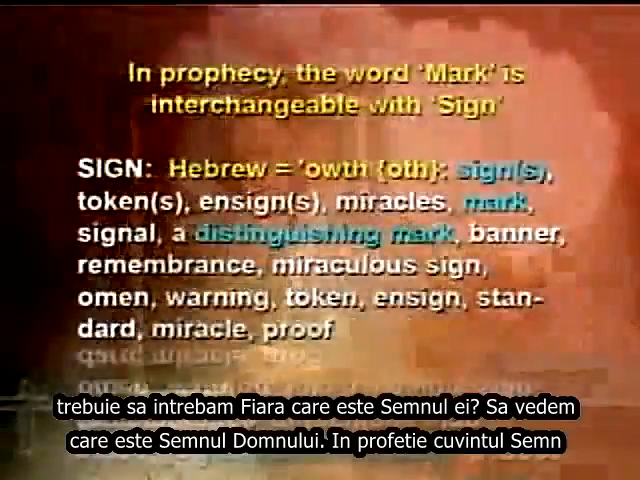 In prophecy, the word 'Mark' is
interchangeable with 'Sign'
SIGN: Hebrew = 'owth {oth}: sign(s),
token(s), ensign(s), miracles, mark,
signal, a distinguishing mark, banner,
remembrance, miraculous sign,
omen, warning, token, ensign, stan-
dard, miracle, proof
trebuie sa intrebam Fiara care este Semnul ei? Sa vedem
care este Semnul Domnului. In profetie cuvintul Semn